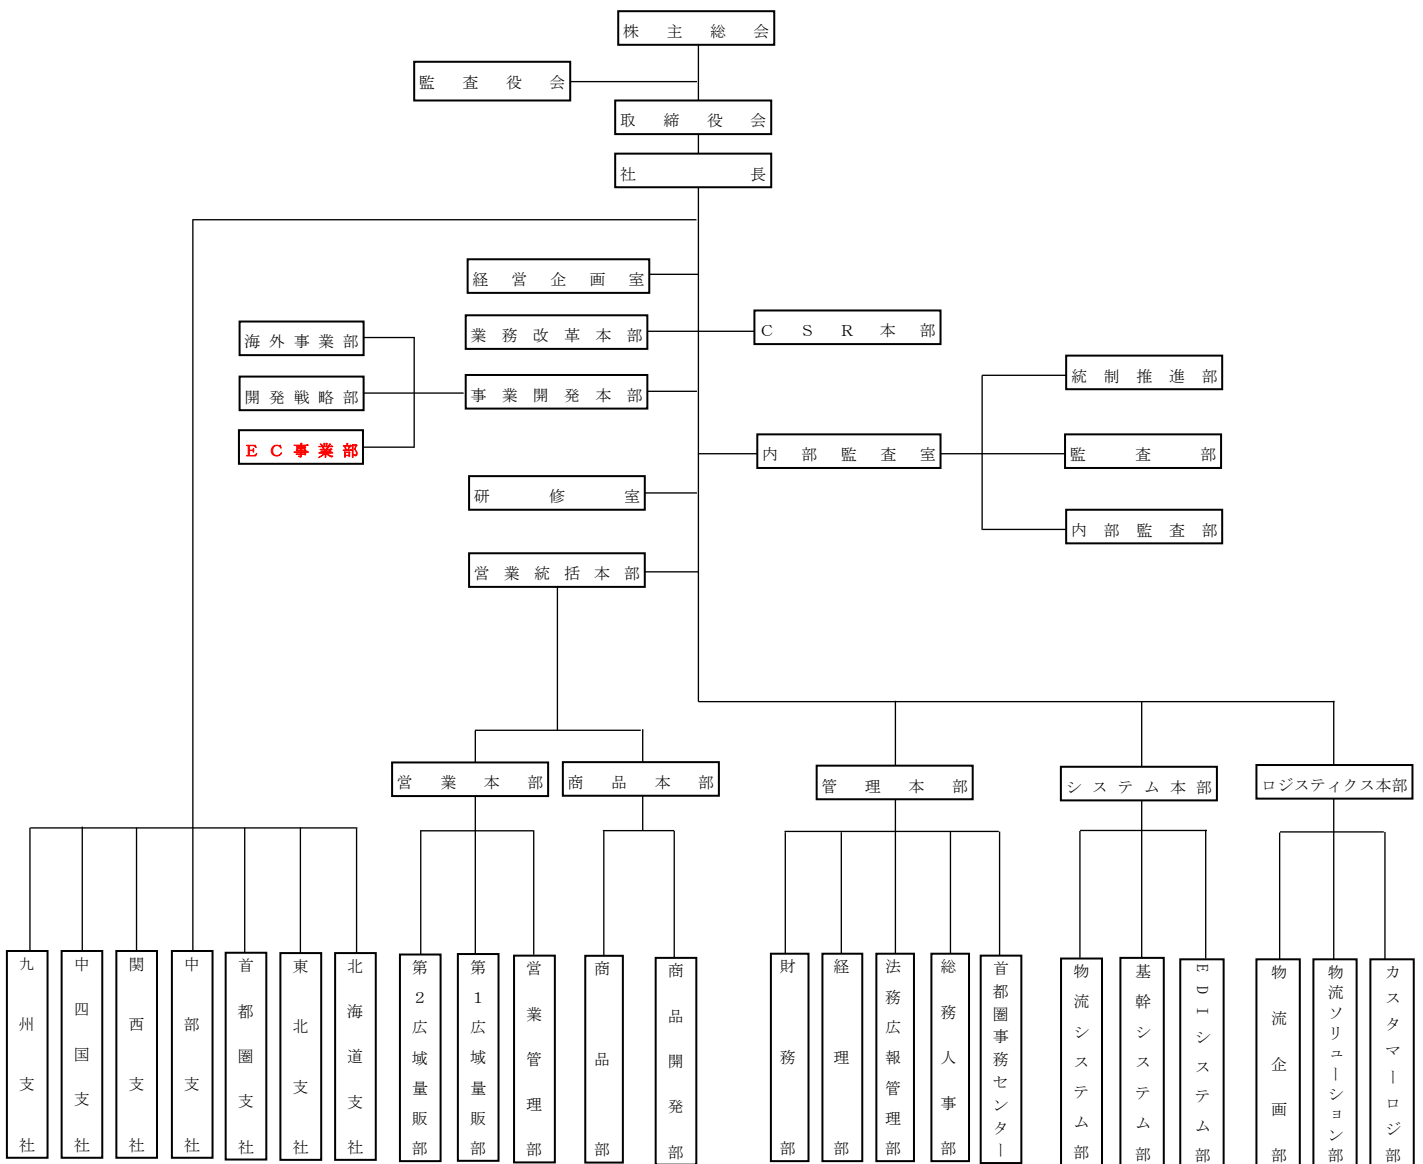 株主総会
監査役会
取締役会
社長
経営企画室
業務改革本部
CSR本部
海外事業部
開発戦略部
事業開発本部
EC事業部
統制推進部
内部監査室
監査部
内部監査部
研修室
営業統括本部
営業本部
商品本部
管理本部
システム本部
ロジスティクス本部
九州支社
中四国支社
関西支社
中部支社
首都圏支社
東北支社
北海道支社
第2広域量販部
第1広域量販部
営業管理部
商品部
商品開発部
財務部
経理部
法務広報管理部
総務人事部
首都圏事務センター
物流システム部
基幹システム部
EDIシステム部
物流企画部
物流ソリューション部
カスタマーロジ部